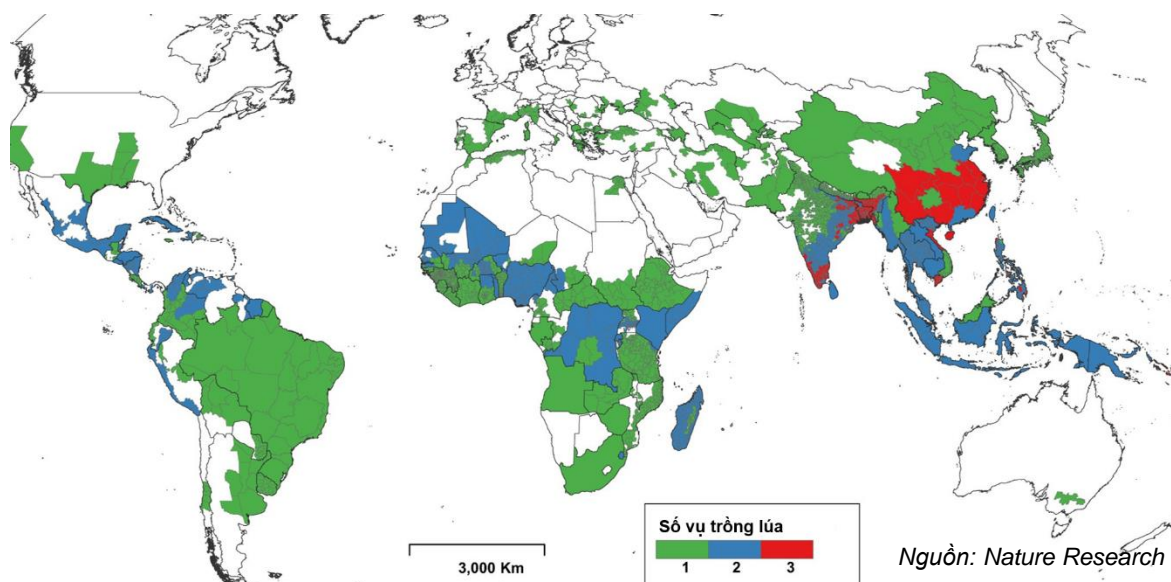 Số vụ trồng lúa
1 2 3
3,000 Km
Nguồn: Nature Research